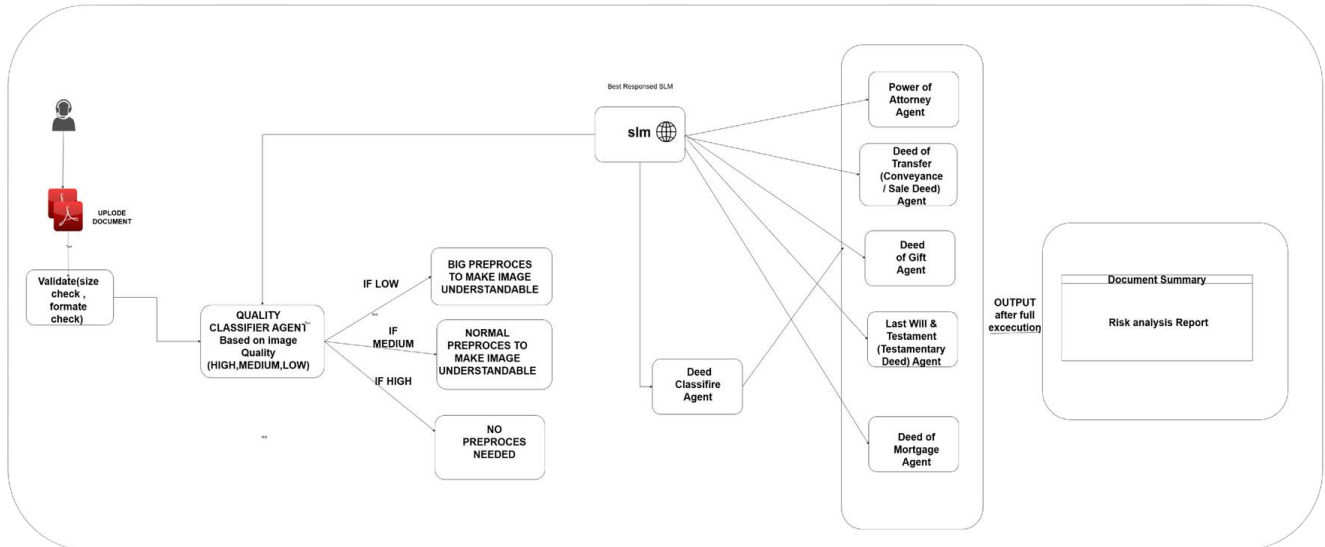 Best Responsed SLM
slm
UPLODE
DOCUMENT
Validate(size
check ,
formate
check)
QUALITY
CLASSIFIER AGENT
Based on image
Quality
(HIGH,MEDIUM,LOW)
IF LOW
IF
MEDIUM
IF HIGH
BIG PREPROCES
TO MAKE IMAGE
UNDERSTANDABLE
NORMAL
PREPROCES TO
MAKE IMAGE
UNDERSTANDABLE
NO
PREPROCES
NEEDED
Deed
Classifire
Agent
Power of
Attorney
Agent
Deed of
Transfer
(Conveyance
/ Sale Deed)
Agent
Deed
of Gift
Agent
Last Will &
Testament
(Testamentary
Deed) Agent
Deed of
Mortgage
Agent
OUTPUT
after full
excecution
Document Summary
Risk analysis Report